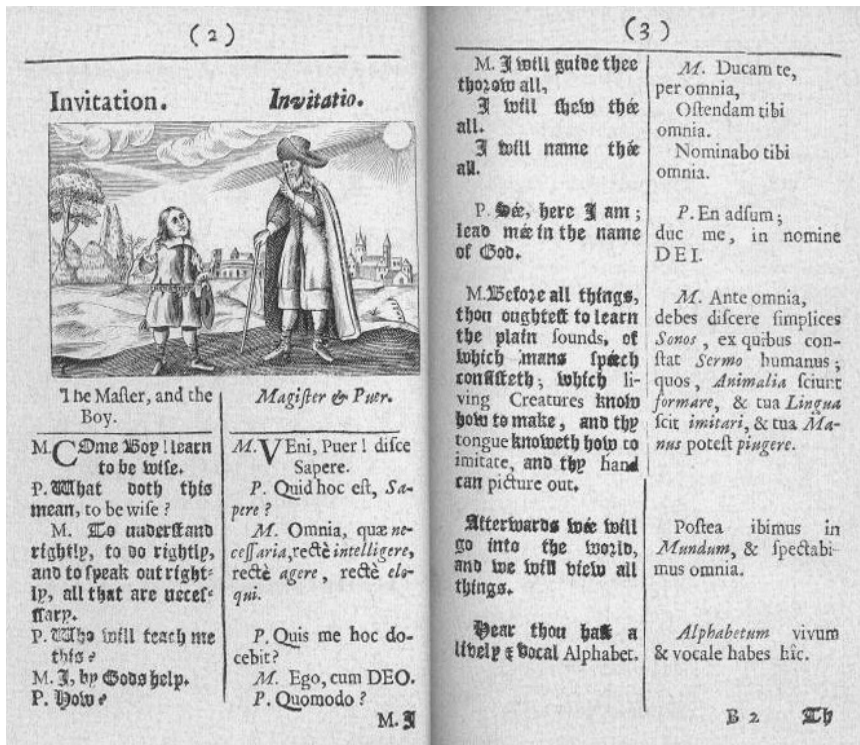 ( 2 )
Invitation.
Invitatio.
The Master, and the
Boy.
M. COme Boy ! learn
to be wise.
P. What doth this
mean, to be wise ?
M. To understand
rightly, to do rightly,
and to speak out right-
ly, all that are neces-
sary.
P. Who will teach me
this ?
M. I, by Gods help.
P. How ?
Magiſter & Puer.
M. VEni, Puer ! diſce
Sapere.
P. Quid hoc eſt, Sa-
pere ?
M. Omnia, quæ ne-
ceſſaria, rectè intelligere,
rectè agere, rectè elo-
qui.
P. Quis me hoc do-
cebit?
M. Ego, cum DEO.
P. Quomodo ?
M. I
( 3 )
M. I will guide thee
thorow all,
I will shew thée
all.
I will name thée
all.
P. Sée, here I am ;
lead mée in the name
of God.
M. Before all things,
thou oughtest to learn
the plain ſounds, of
which mans spéech
consisteth ; which li-
ving Creatures know
how to make, and thy
tongue knoweth how to
imitate, and thy hand
can picture out.
Afterwards wée will
go into the world,
and we will view all
things.
Hear thou hast a
lively & vocal Alphabet.
M. Ducam te,
per omnia,
Oſtendam tibi
omnia.
Nominabo tibi
omnia.
P. En adſum ;
duc me, in nomine
DEI.
M. Ante omnia,
debes diſcere ſimplices
Sonos, ex quibus con-
ſtat Sermo humanus ;
quos, Animalia ſciunt
formare, & tua Lingua
ſcit imitari, & tua Ma-
nus poteſt pingere.
Poſtea ibimus in
Mundum, & ſpectabi-
mus omnia.
Alphabetum vivum
& vocale habes hîc.
B 2 Th